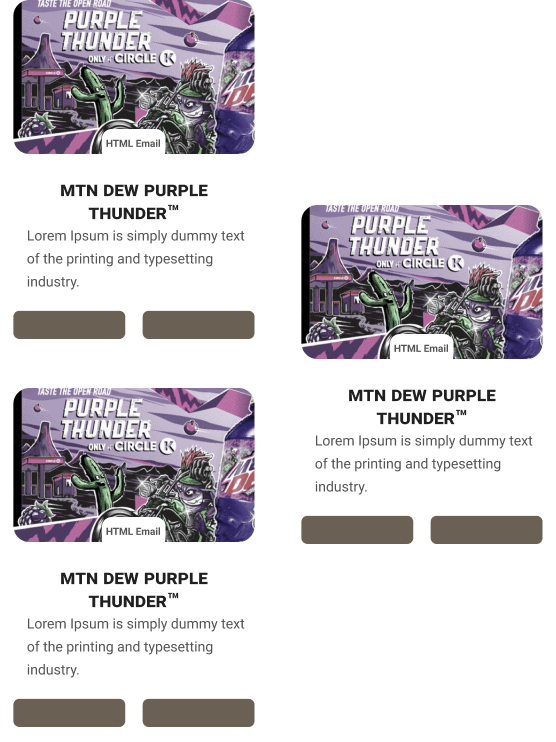 TASTE THE OPEN ROAD
PURPLE
THUNDER
ONLY AT CIRCLE K
HTML Email
MTN DEW PURPLE
THUNDER™
Lorem Ipsum is simply dummy text
of the printing and typesetting
industry.
TASTE THE OPEN ROAD
PURPLE
THUNDER
ONLY AT CIRCLE K
HTML Email
MTN DEW PURPLE
THUNDER™
Lorem Ipsum is simply dummy text
of the printing and typesetting
industry.
TASTE THE OPEN ROAD
PURPLE
THUNDER
ONLY AT CIRCLE K
HTML Email
MTN DEW PURPLE
THUNDER™
Lorem Ipsum is simply dummy text
of the printing and typesetting
industry.